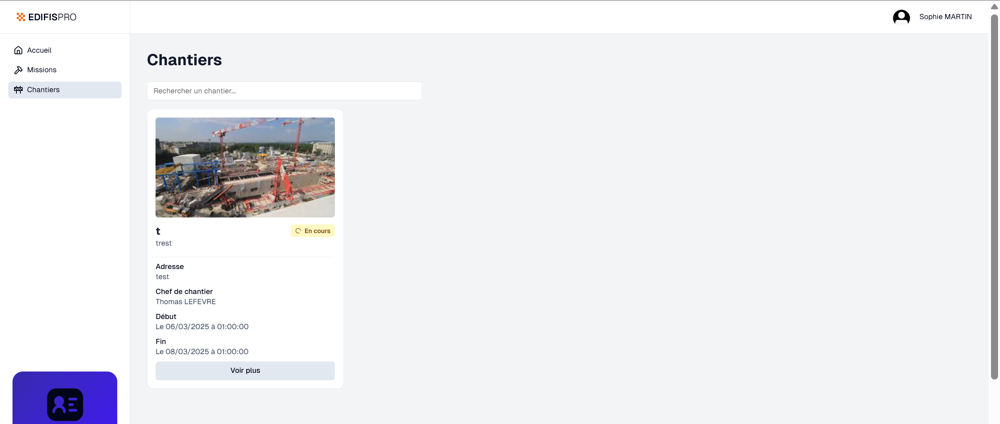 EDIFISPRO
Sophie MARTIN
Accueil
Missions
Chantiers
Chantiers
Rechercher un chantier...
t
En cours
trest
Adresse
test
Chef de chantier
Thomas LEFEVRE
Début
Le 06/03/2025 à 01:00:00
Fin
Le 08/03/2025 à 01:00:00
Voir plus